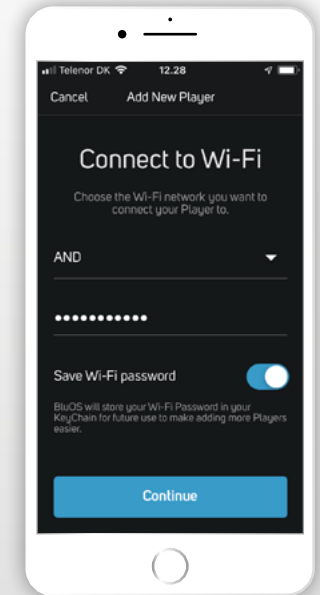 Telenor DK 12.28
Cancel Add New Player
Connect to Wi-Fi
Choose the Wi-Fi network you want to
connect your Player to.
AND
•••••••••••
Save Wi-Fi password
BluOS will store your Wi-Fi Password in your
KeyChain for future use to make adding more Players
easier.
Continue